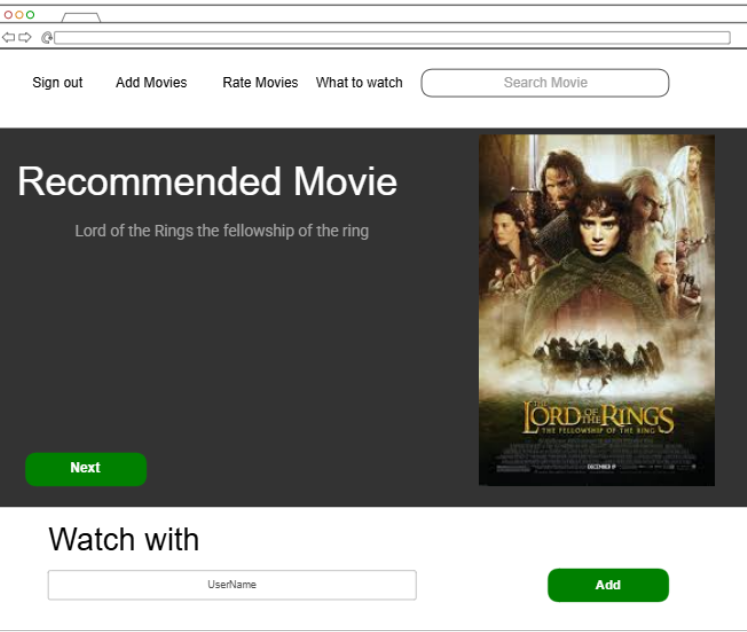 Sign out Add Movies Rate Movies What to watch Search Movie
Recommended Movie
Lord of the Rings the fellowship of the ring
THE
LORD OF THE RINGS
THE FELLOWSHIP OF THE RING
DECEMBER 19
Next
Watch with
UserName Add